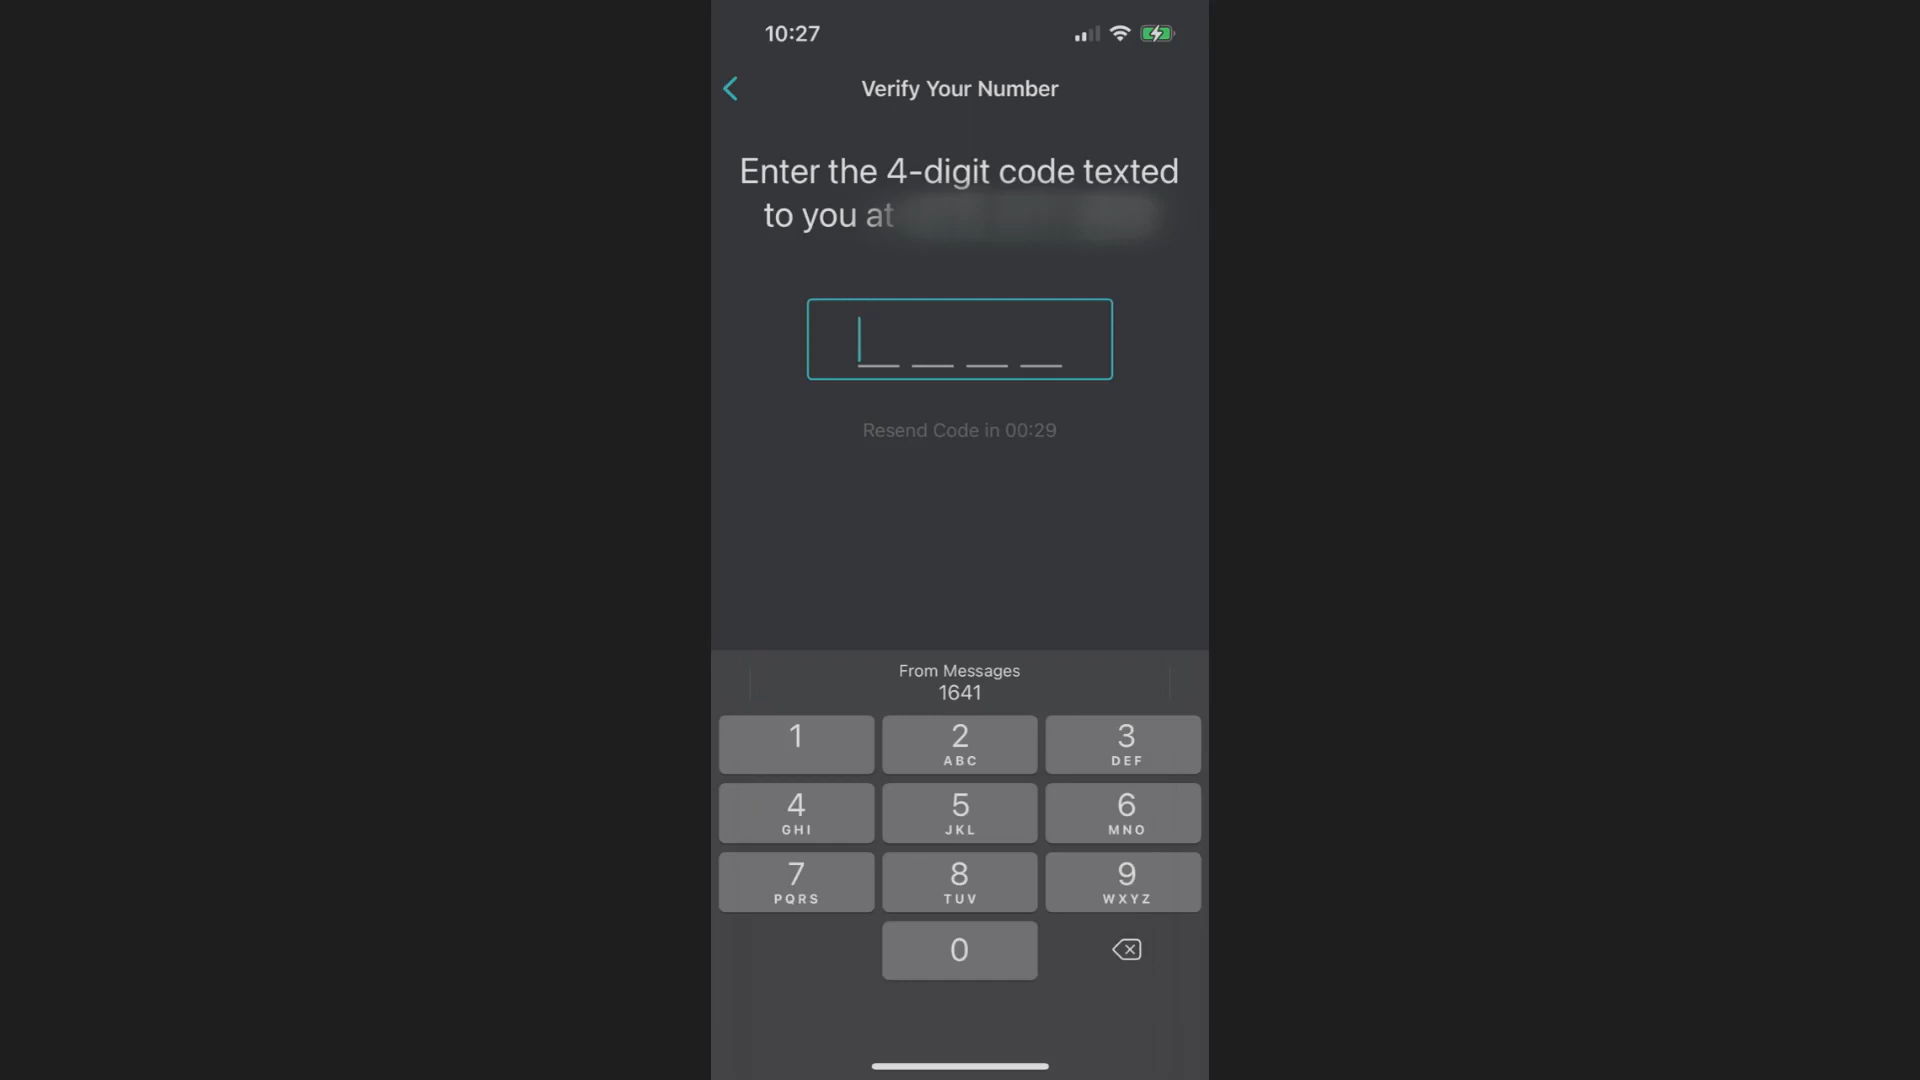 10:27
Verify Your Number
Enter the 4-digit code texted
to you at
Resend Code in 00:29
From Messages
1641
1
2
3
ABC
DEF
4
5
6
GHI
JKL
MNO
7
8
9
PQRS
TUV
WXYZ
0